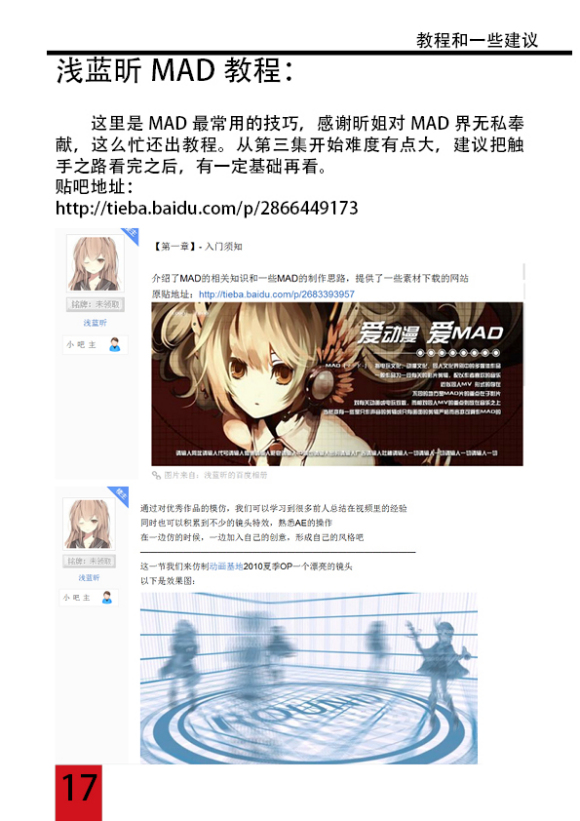 教程和一些建议
浅蓝昕 MAD 教程：
这里是 MAD 最常用的技巧，感谢昕姐对 MAD 界无私奉
献，这么忙还出教程。从第三集开始难度有点大，建议把触
手之路看完之后，有一定基础再看。
贴吧地址：
http://tieba.baidu.com/p/2866449173
【第一章】- 入门须知
介绍了MAD的相关知识和一些MAD的制作思路，提供了一些素材下载的网站
原贴地址：http://tieba.baidu.com/p/2683393957
铭牌：未领取
浅蓝昕
小吧主
爱动漫 爱MAD
图片来自：浅蓝昕的百度相册
楼主
通过对优秀作品的模仿，我们可以学习到很多前人总结在视频里的经验
同时也可以积累到不少的镜头特效，熟悉AE的操作
在一边仿的时候，一边加入自己的创意，形成自己的风格吧
铭牌：未领取
浅蓝昕
小吧主
这一节我们来仿制动画基地2010夏季OP一个漂亮的镜头
以下是效果图：
17